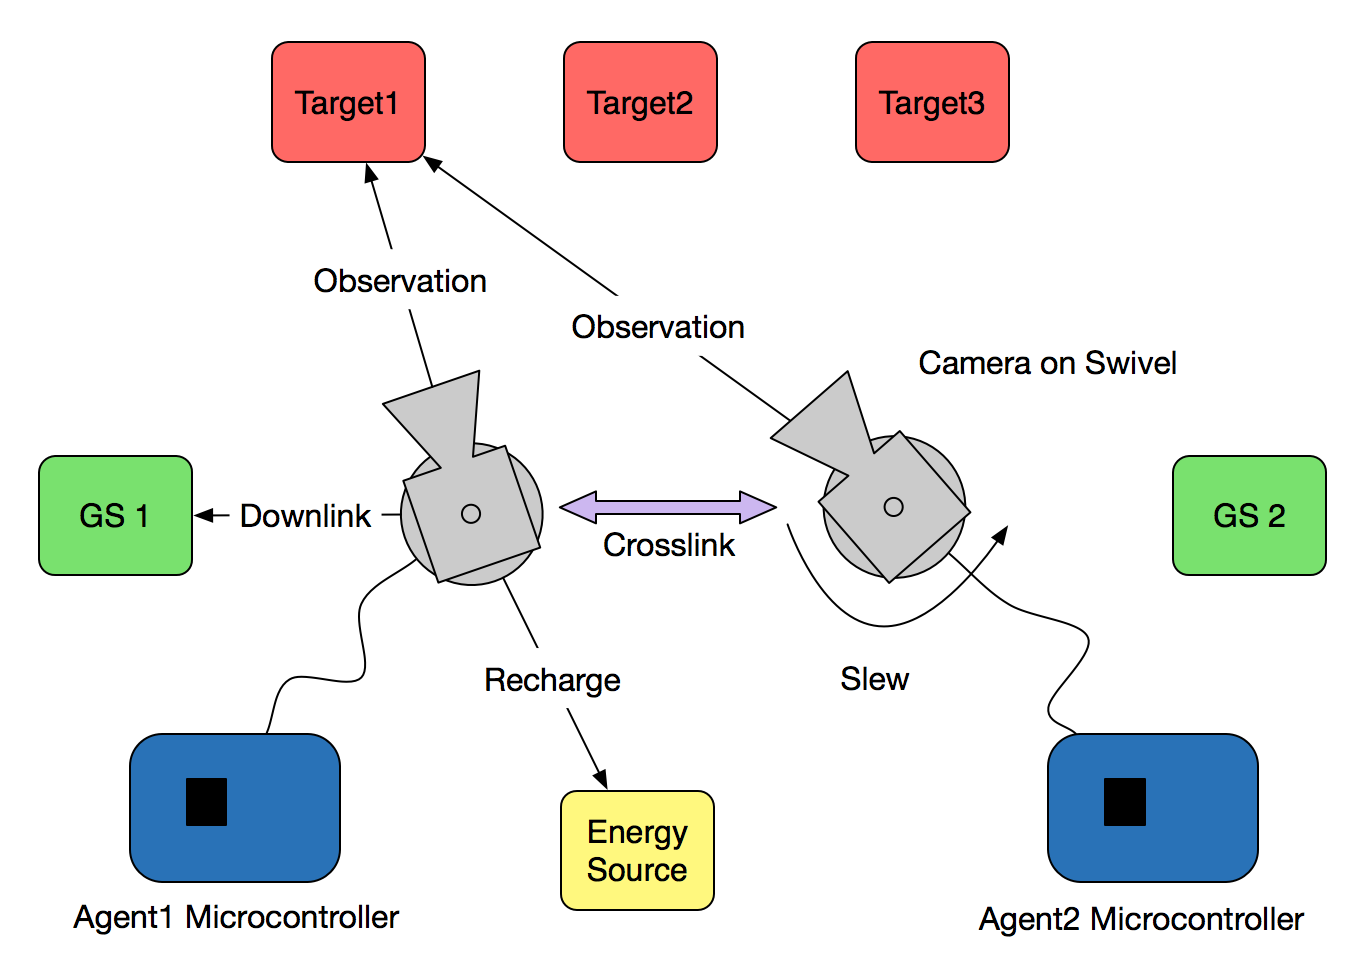 Target1
Target2
Target3
Observation
Observation
Camera on Swivel
GS 1
Downlink
Crosslink
GS 2
Recharge
Slew
Energy
Source
Agent1 Microcontroller
Agent2 Microcontroller